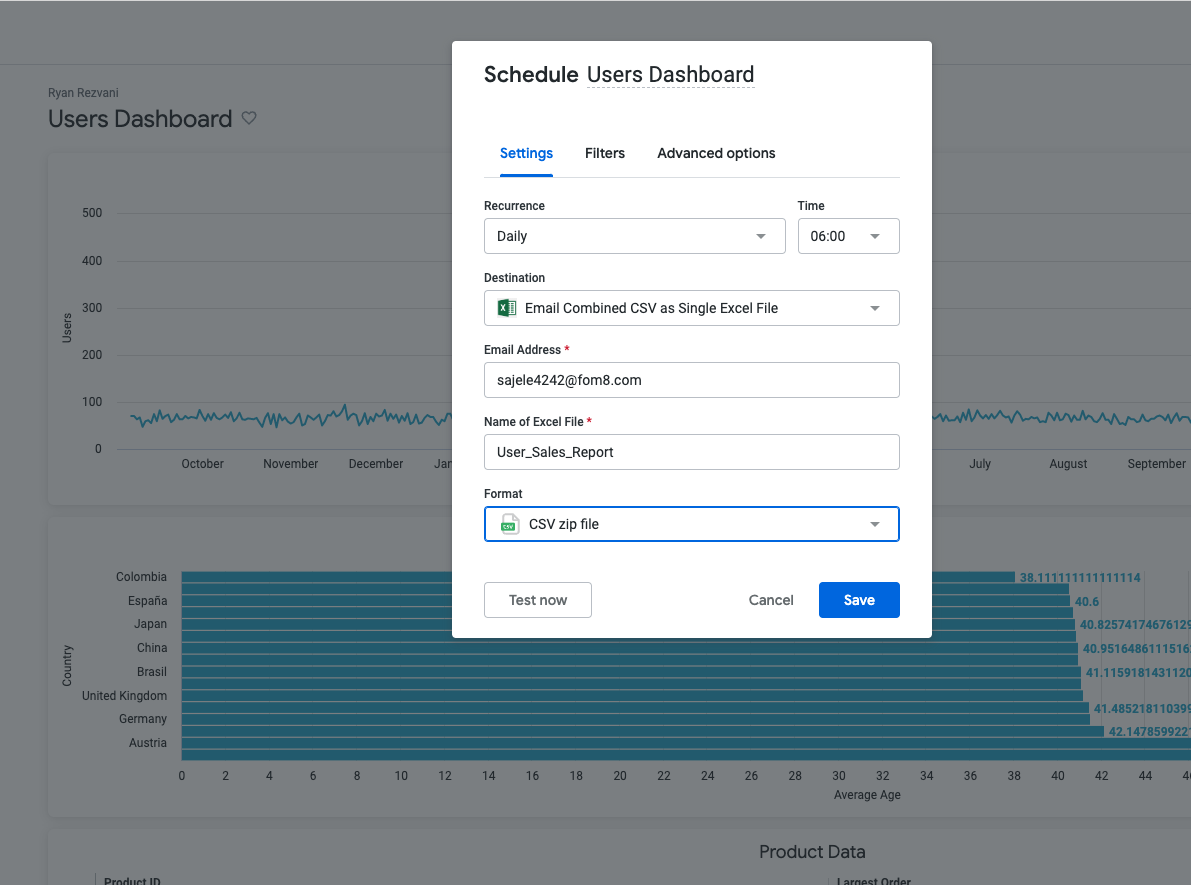 Schedule Users Dashboard
Ryan Rezvani
Users Dashboard
Settings Filters Advanced options
Recurrence Time
Daily 06:00
Destination
Email Combined CSV as Single Excel File
Email Address *
sajele4242@fom8.com
Name of Excel File *
User_Sales_Report
Format
CSV zip file
Test now Cancel Save
500
400
300
200
100
0
Users
October November December Jan July August September
Colombia 38.111111111111114
España 40.6
Japan 40.82574174676129
China 40.9516486111516
Brasil 41.1159181431120
United Kingdom
Germany 41.485218110399
Austria 42.1478599221
Country
0 2 4 6 8 10 12 14 16 18 20 22 24 26 28 30 32 34 36 38 40 42 44
Average Age
Product Data
Product ID Largest Order